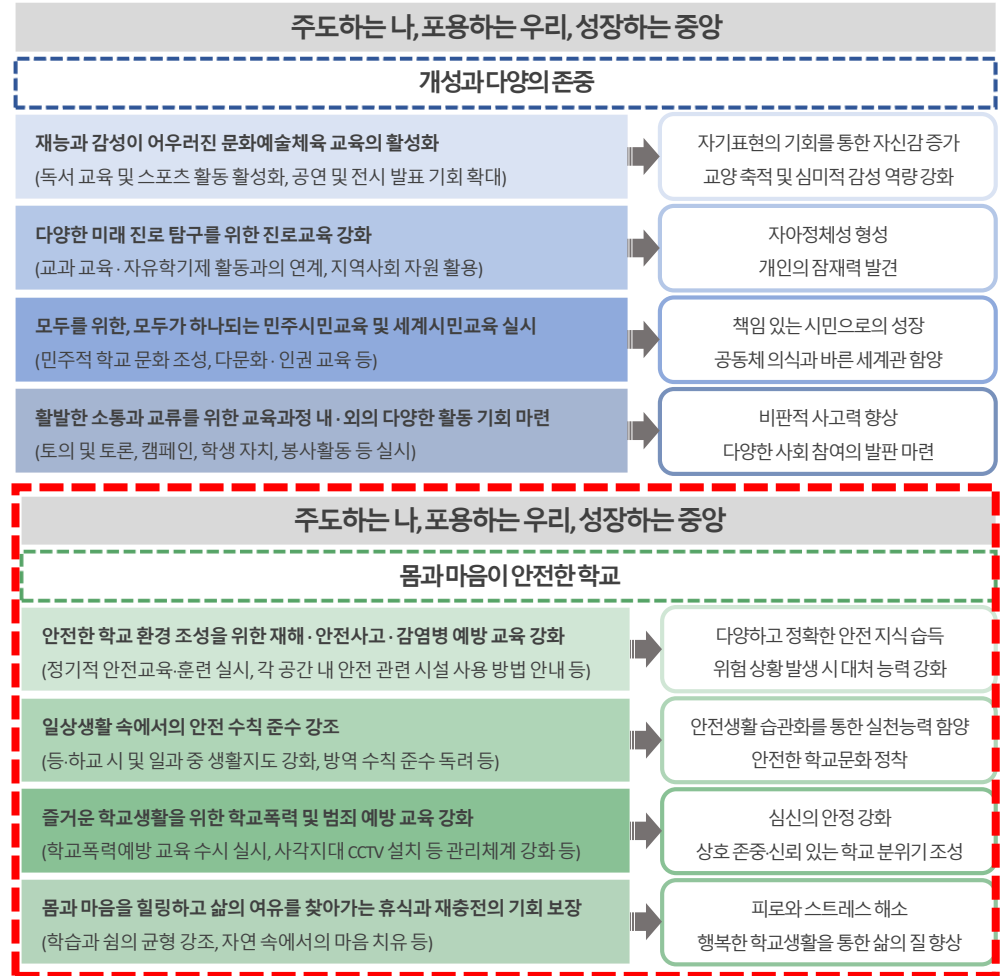 주도하는 나, 포용하는 우리, 성장하는 중앙
개성과 다양의 존중
재능과 감성이 어우러진 문화예술체육 교육의 활성화
(독서 교육 및 스포츠 활동 활성화, 공연 및 전시 발표 기회 확대)
자기표현의 기회를 통한 자신감 증가
교양 축적 및 심미적 감성 역량 강화
다양한 미래 진로 탐구를 위한 진로교육 강화
(교과 교육·자유학기제 활동과의 연계, 지역사회 자원 활용)
자아정체성 형성
개인의 잠재력 발견
모두를 위한, 모두가 하나되는 민주시민교육 및 세계시민교육 실시
(민주적 학교 문화 조성, 다문화·인권 교육 등)
책임 있는 시민으로의 성장
공동체 의식과 바른 세계관 함양
활발한 소통과 교류를 위한 교육과정 내·외의 다양한 활동 기회 마련
(토의 및 토론, 캠페인, 학생 자치, 봉사활동 등 실시)
비판적 사고력 향상
다양한 사회 참여의 발판 마련
주도하는 나, 포용하는 우리, 성장하는 중앙
몸과 마음이 안전한 학교
안전한 학교 환경 조성을 위한 재해·안전사고·감염병 예방 교육 강화
(정기적 안전교육·훈련 실시, 각 공간 내 안전 관련 시설 사용 방법 안내 등)
다양하고 정확한 안전 지식 습득
위험 상황 발생 시 대처 능력 강화
일상생활 속에서의 안전 수칙 준수 강조
(등·하교 시 및 일과 중 생활지도 강화, 방역 수칙 준수 독려 등)
안전생활 습관화를 통한 실천능력 함양
안전한 학교문화 정착
즐거운 학교생활을 위한 학교폭력 및 범죄 예방 교육 강화
(학교폭력예방 교육 수시 실시, 사각지대 CCTV 설치 등 관리체계 강화 등)
심신의 안정 강화
상호 존중·신뢰 있는 학교 분위기 조성
몸과 마음을 힐링하고 삶의 여유를 찾아가는 휴식과 재충전의 기회 보장
(학습과 쉼의 균형 강조, 자연 속에서의 마음 치유 등)
피로와 스트레스 해소
행복한 학교생활을 통한 삶의 질 향상